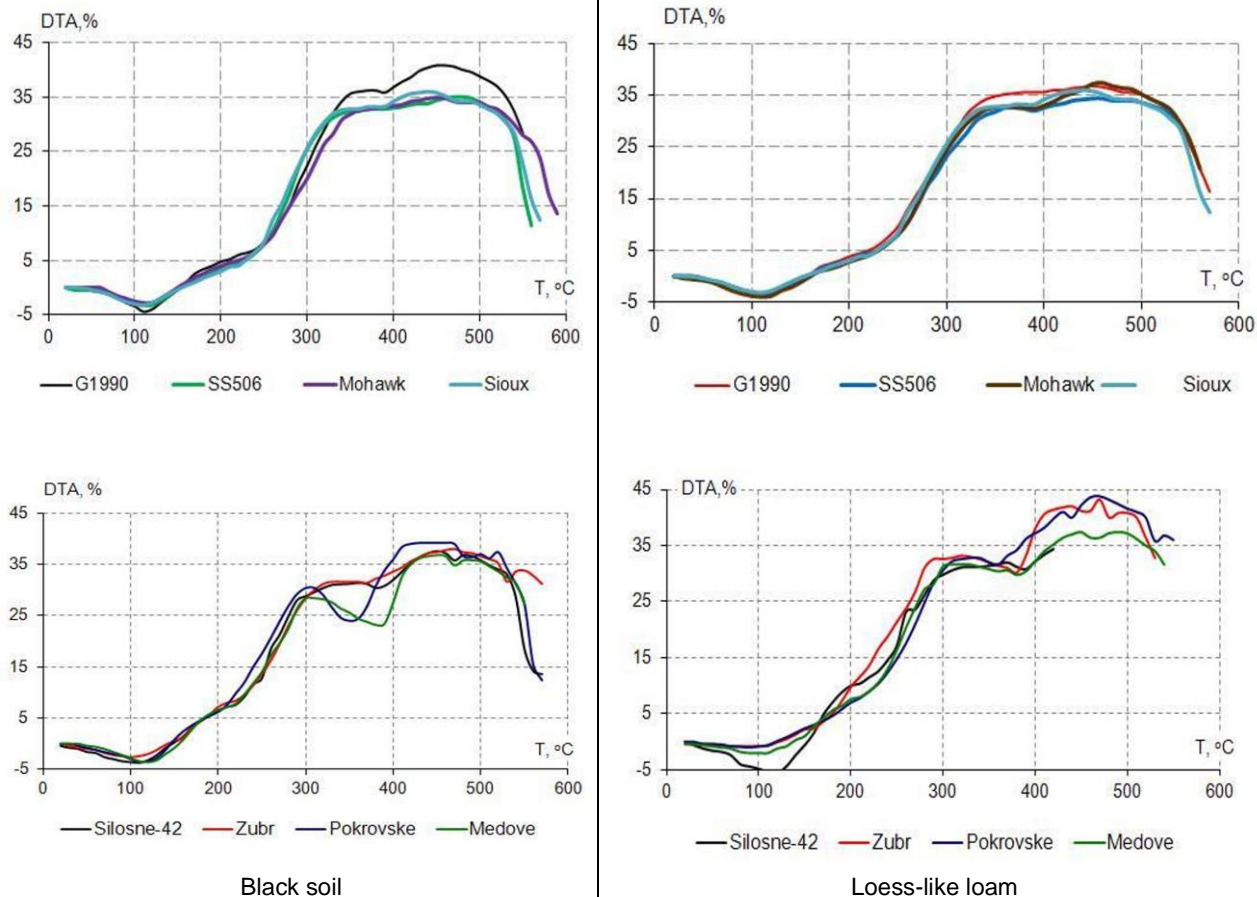 DTA,%
45
35
25
15
5
-5
T, ºC
0 100 200 300 400 500 600
G1990 SS506 Mohawk Sioux
DTA,%
45
35
25
15
5
-5
T, ºC
0 100 200 300 400 500 600
G1990 SS506 Mohawk Sioux
DTA, %
45
35
25
15
5
-5
T, ºC
0 100 200 300 400 500 600
Silosne-42 Zubr Pokrovske Medove
Black soil
DTA,%
45
35
25
15
5
-5
T, ºC
0 100 200 300 400 500 600
Silosne-42 Zubr Pokrovske Medove
Loess-like loam